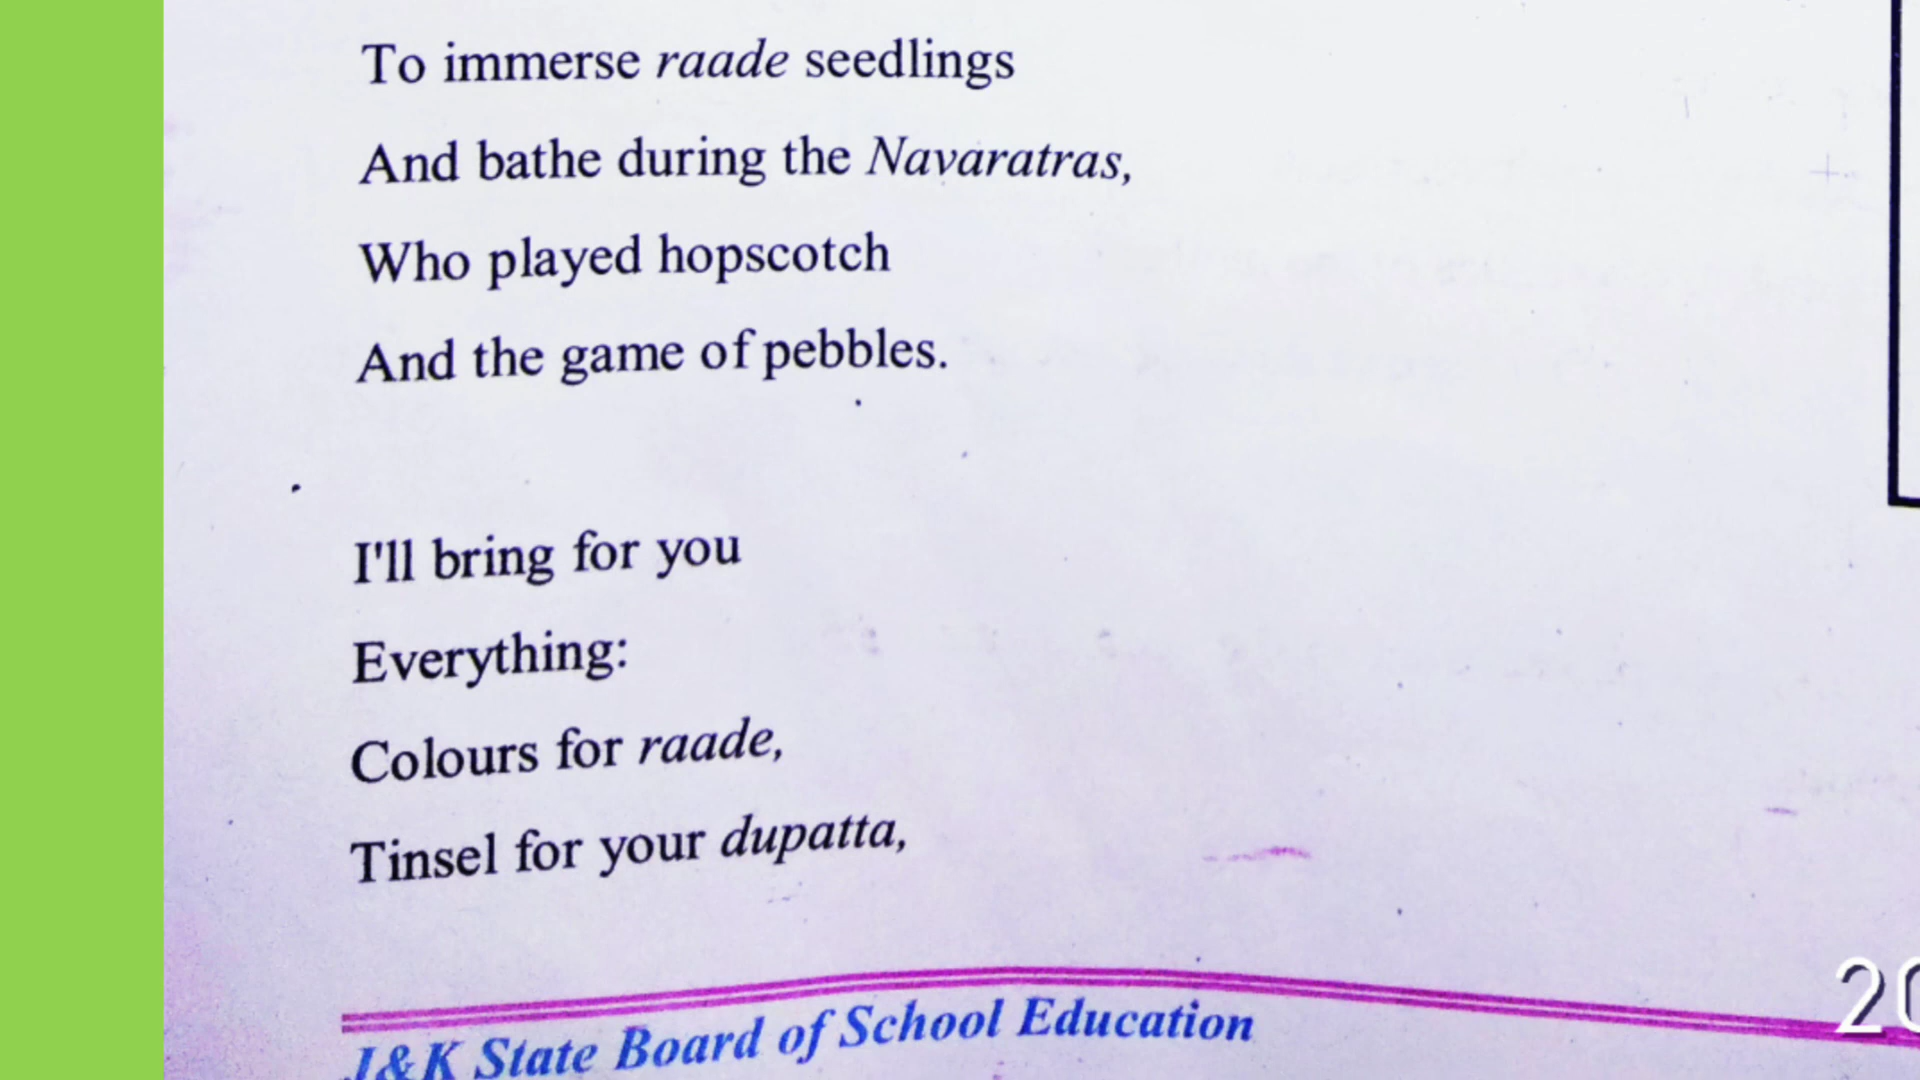 To immerse raade seedlings
And bathe during the Navaratras,
Who played hopscotch
And the game of pebbles.
I'll bring for you
Everything:
Colours for raade,
Tinsel for your dupatta,
J&K State Board of School Education
20